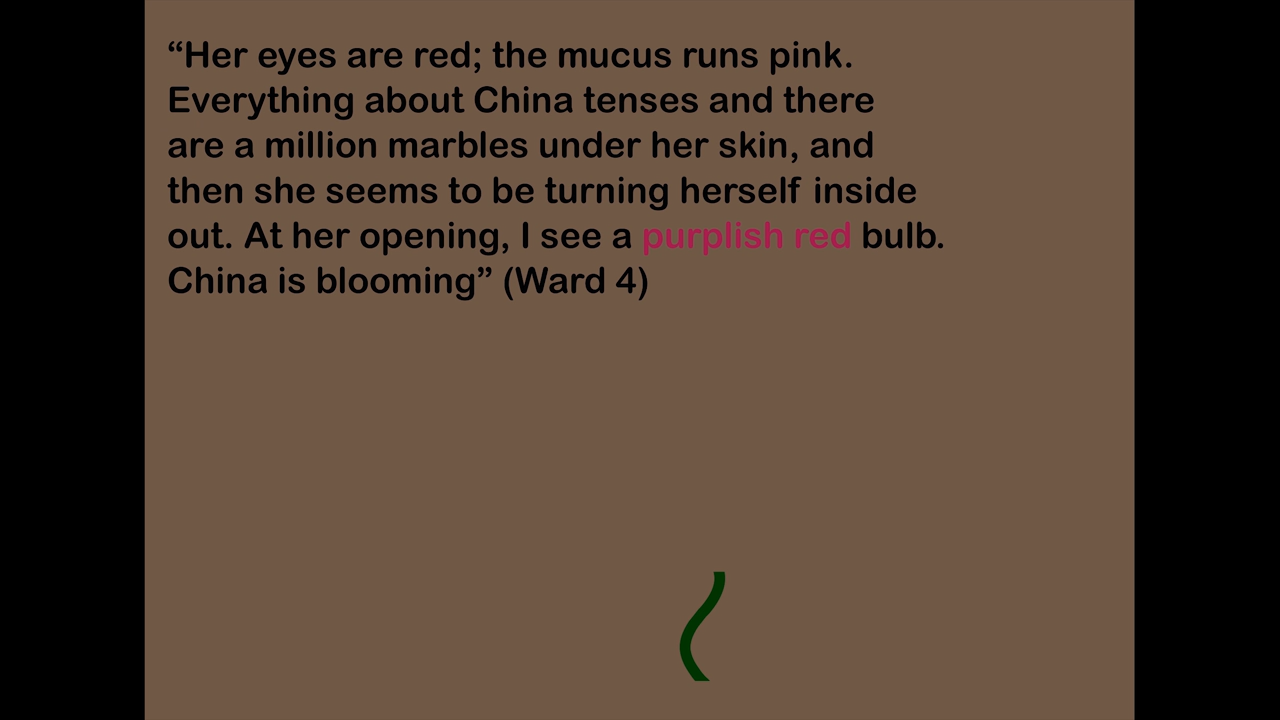 “Her eyes are red; the mucus runs pink.
Everything about China tenses and there
are a million marbles under her skin, and
then she seems to be turning herself inside
out. At her opening, I see a purplish red bulb.
China is blooming” (Ward 4)